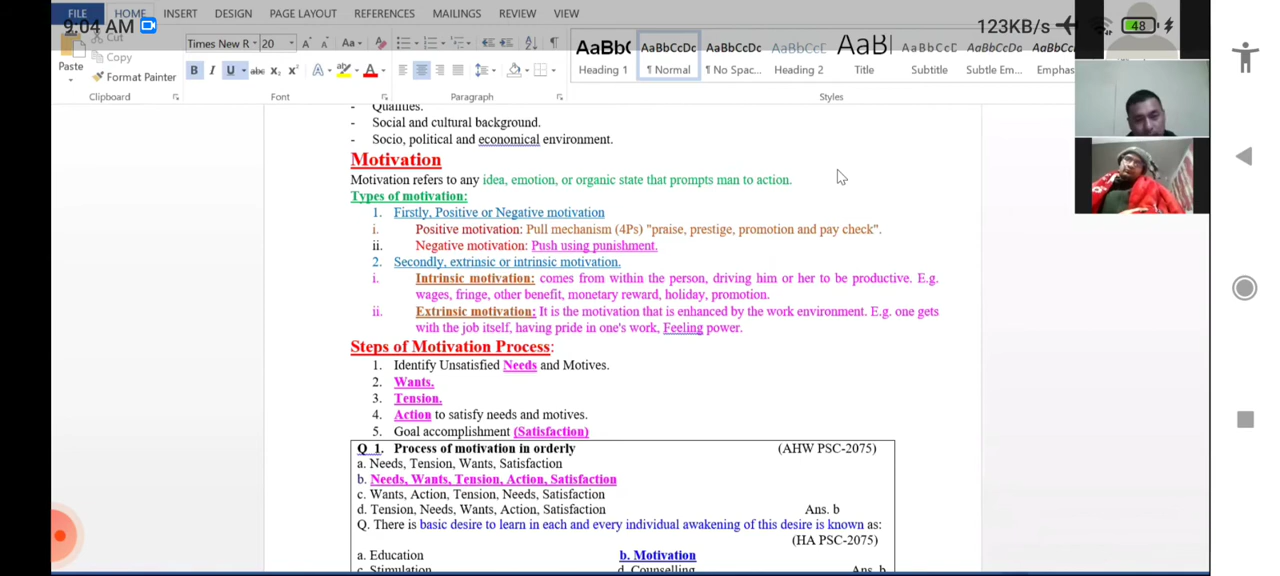 FILE HOME INSERT DESIGN PAGE LAYOUT REFERENCES MAILINGS REVIEW VIEW
9:04 AM 123KB/s 48
Cut
Copy
Format Painter
Paste
Times New R 20
Clipboard Font Paragraph Styles
AaBb( AaBbCcDc AaBbCcDc AaBbCcE AaB AaBbCcD AaBbCcDc AaBbCc
Heading 1 ¶ Normal ¶ No Spac... Heading 2 Title Subtitle Subtle Em... Emphas
- Qualities.
- Social and cultural background.
- Socio, political and economical environment.
Motivation
Motivation refers to any idea, emotion, or organic state that prompts man to action.
Types of motivation:
1. Firstly, Positive or Negative motivation
i. Positive motivation: Pull mechanism (4Ps) "praise, prestige, promotion and pay check".
ii. Negative motivation: Push using punishment.
2. Secondly, extrinsic or intrinsic motivation.
i. Intrinsic motivation: comes from within the person, driving him or her to be productive. E.g.
wages, fringe, other benefit, monetary reward, holiday, promotion.
ii. Extrinsic motivation: It is the motivation that is enhanced by the work environment. E.g. one gets
with the job itself, having pride in one's work, Feeling power.
Steps of Motivation Process:
1. Identify Unsatisfied Needs and Motives.
2. Wants.
3. Tension.
4. Action to satisfy needs and motives.
5. Goal accomplishment (Satisfaction)
Q 1. Process of motivation in orderly (AHW PSC-2075)
a. Needs, Tension, Wants, Satisfaction
b. Needs, Wants, Tension, Action, Satisfaction
c. Wants, Action, Tension, Needs, Satisfaction
d. Tension, Needs, Wants, Action, Satisfaction Ans. b
Q. There is basic desire to learn in each and every individual awakening of this desire is known as:
(HA PSC-2075)
a. Education b. Motivation
c. Stimulation d. Counselling Ans. b